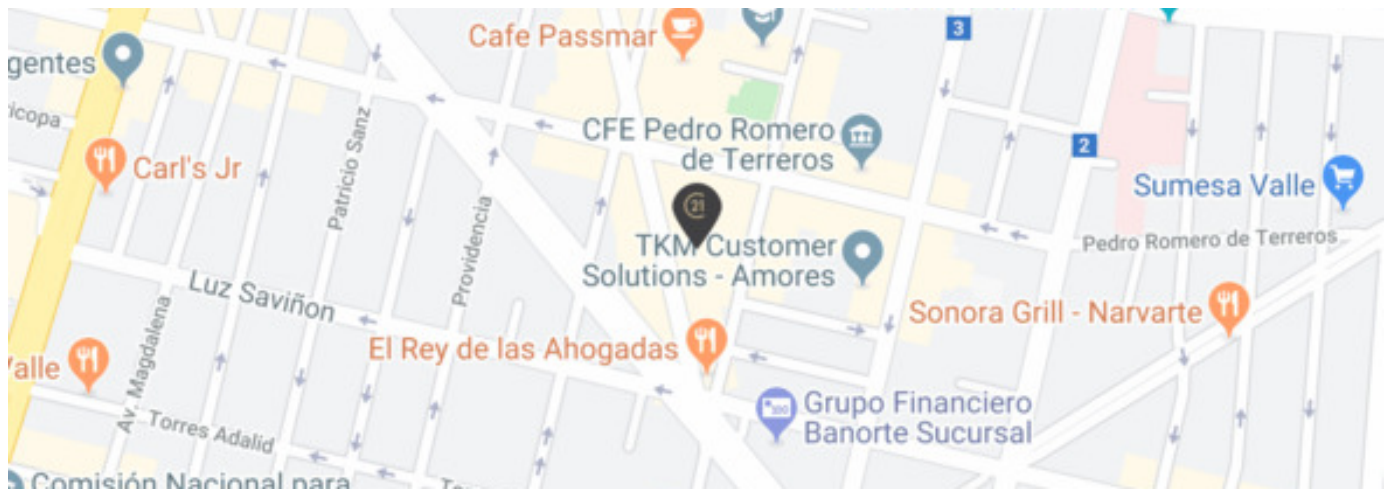 Cafe Passmar
3
gentes
icopa
CFE Pedro Romero
de Terreros
2
Carl's Jr
Patricio Sanz
Sumesa Valle
21
Providencia
TKM Customer
Solutions - Amores
Pedro Romero de Terreros
Luz Saviñon
Sonora Grill - Narvarte
El Rey de las Ahogadas
Av. Magdalena
Valle
Grupo Financiero
Banorte Sucursal
Torres Adalid
Comisión Nacional para